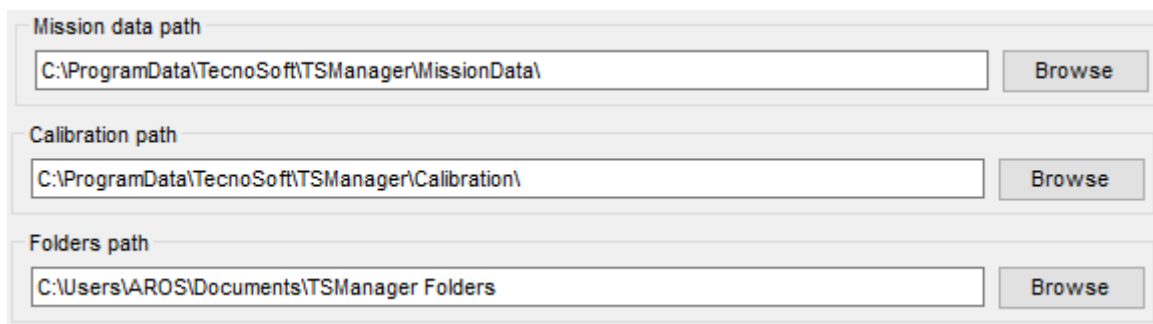 Mission data path
C:\ProgramData\TecnoSoft\TSManager\MissionData\ Browse
Calibration path
C:\ProgramData\TecnoSoft\TSManager\Calibration\ Browse
Folders path
C:\Users\AROS\Documents\TSManager Folders Browse